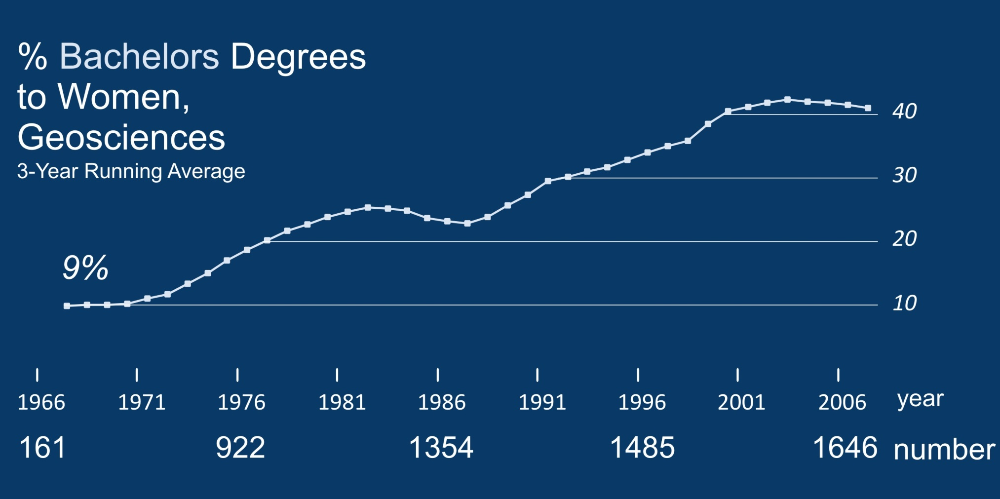 % Bachelors Degrees
to Women,
Geosciences
3-Year Running Average
40
30
20
9%
10
1966 1971 1976 1981 1986 1991 1996 2001 2006 year
161 922 1354 1485 1646 number